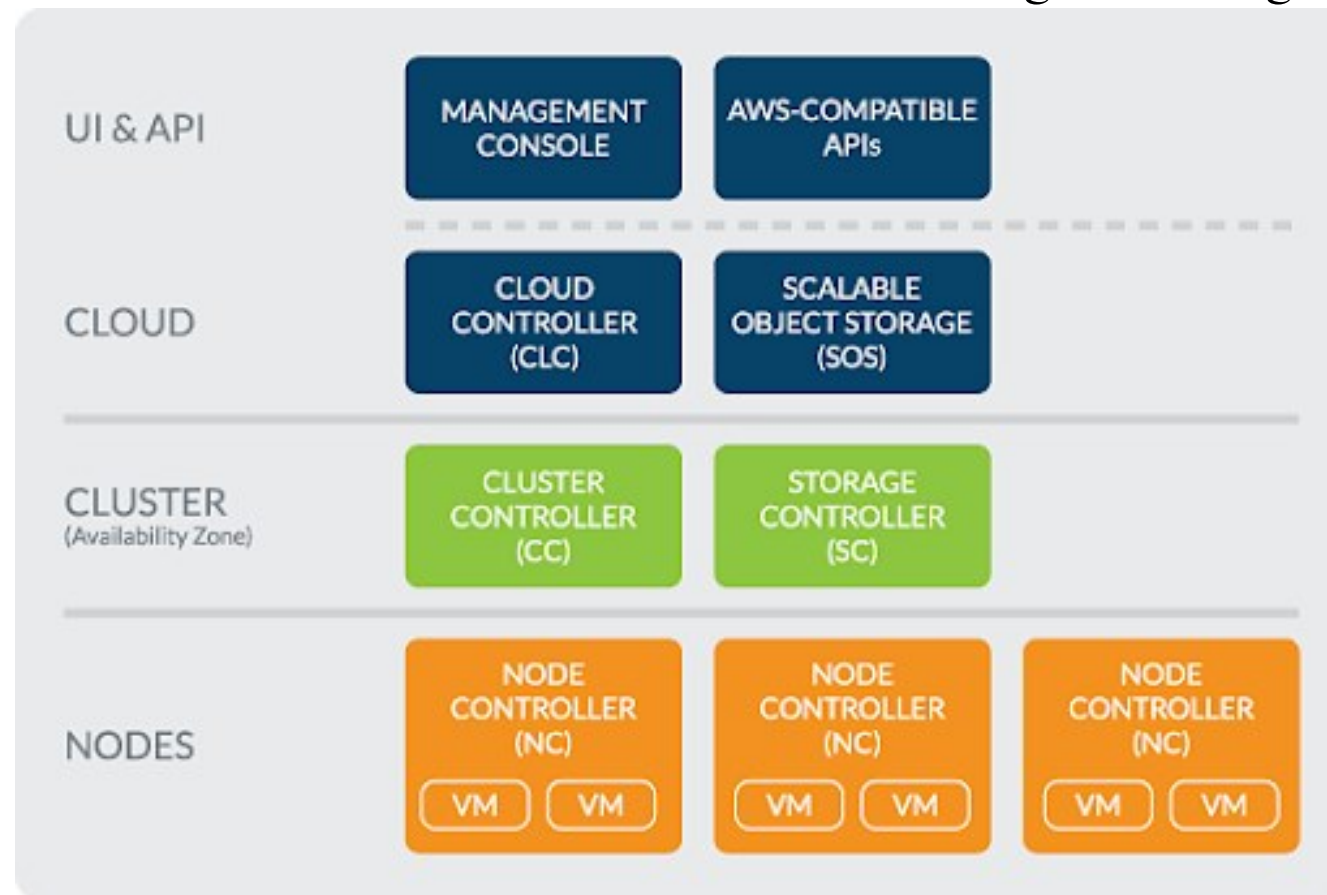 UI & API
MANAGEMENT
CONSOLE
AWS-COMPATIBLE
APIs
CLOUD
CLOUD
CONTROLLER
(CLC)
SCALABLE
OBJECT STORAGE
(SOS)
CLUSTER
(Availability Zone)
CLUSTER
CONTROLLER
(CC)
STORAGE
CONTROLLER
(SC)
NODES
NODE
CONTROLLER
(NC)
VM VM
NODE
CONTROLLER
(NC)
VM VM
NODE
CONTROLLER
(NC)
VM VM